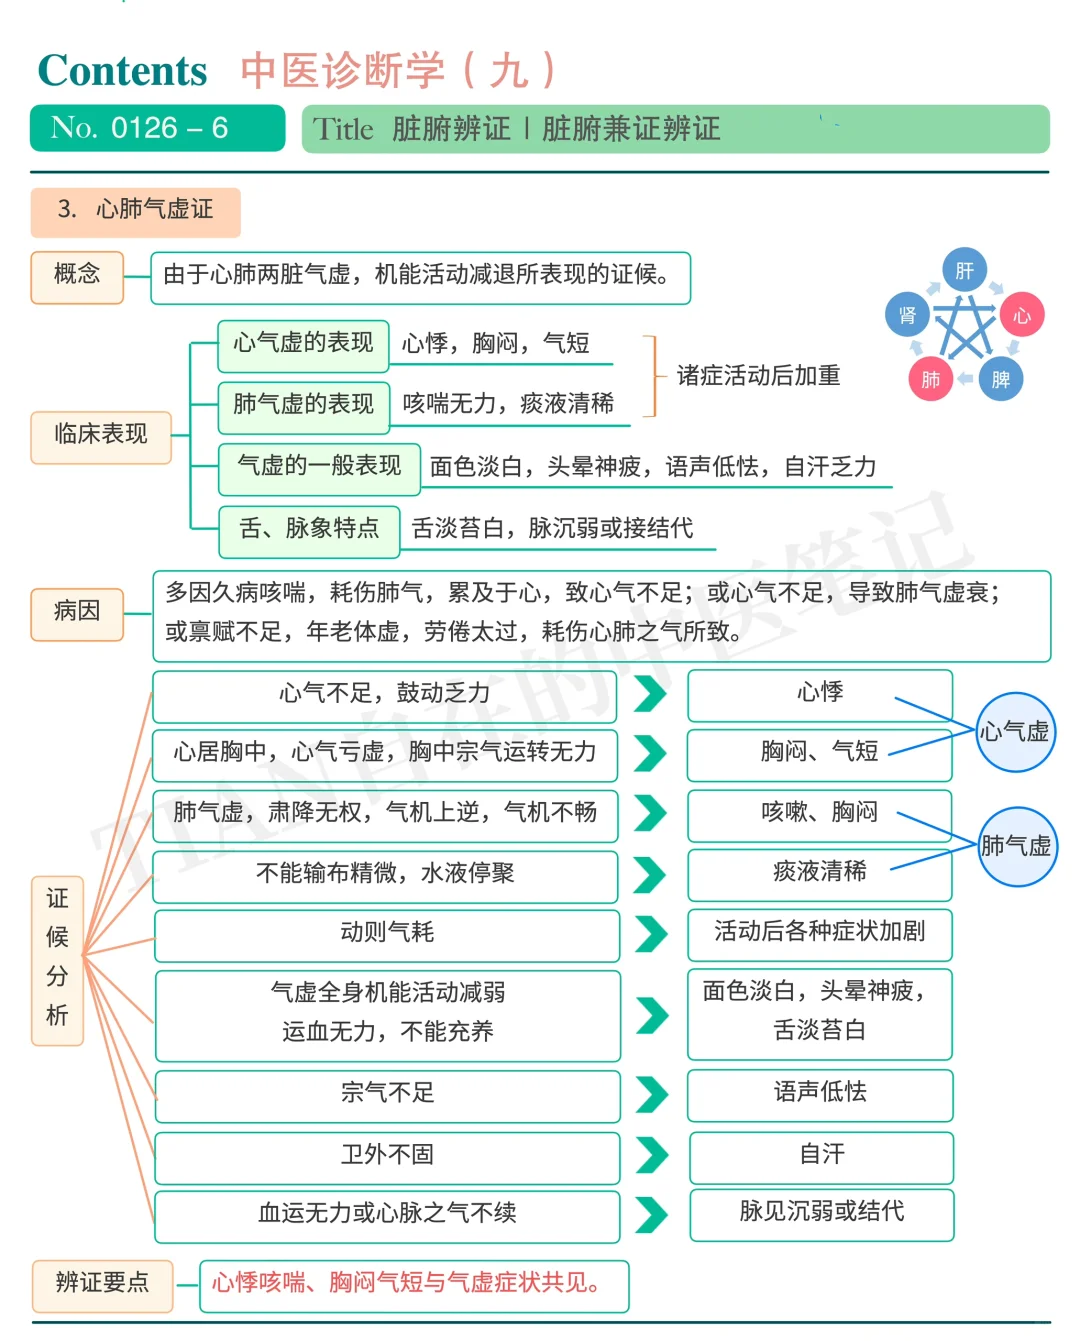 Contents 中医诊断学（九）
No. 0126 – 6
Title 脏腑辨证 | 脏腑兼证辨证
3. 心肺气虚证
概念
由于心肺两脏气虚，机能活动减退所表现的证候。
肝
心
脾
肺
肾
临床表现
心气虚的表现 心悸，胸闷，气短
肺气虚的表现 咳喘无力，痰液清稀
诸症活动后加重
气虚的一般表现 面色淡白，头晕神疲，语声低怯，自汗乏力
舌、脉象特点 舌淡苔白，脉沉弱或接结代
病因
多因久病咳喘，耗伤肺气，累及于心，致心气不足；或心气不足，导致肺气虚衰；
或禀赋不足，年老体虚，劳倦太过，耗伤心肺之气所致。
证候分析
心气不足，鼓动乏力
心悸
心居胸中，心气亏虚，胸中宗气运转无力
胸闷、气短
心气虚
肺气虚，肃降无权，气机上逆，气机不畅
咳嗽、胸闷
不能输布精微，水液停聚
痰液清稀
肺气虚
动则气耗
活动后各种症状加剧
气虚全身机能活动减弱
运血无力，不能充养
面色淡白，头晕神疲，
舌淡苔白
宗气不足
语声低怯
卫外不固
自汗
血运无力或心脉之气不续
脉见沉弱或结代
辨证要点
心悸咳喘、胸闷气短与气虚症状共见。
TIAN自在的中医笔记